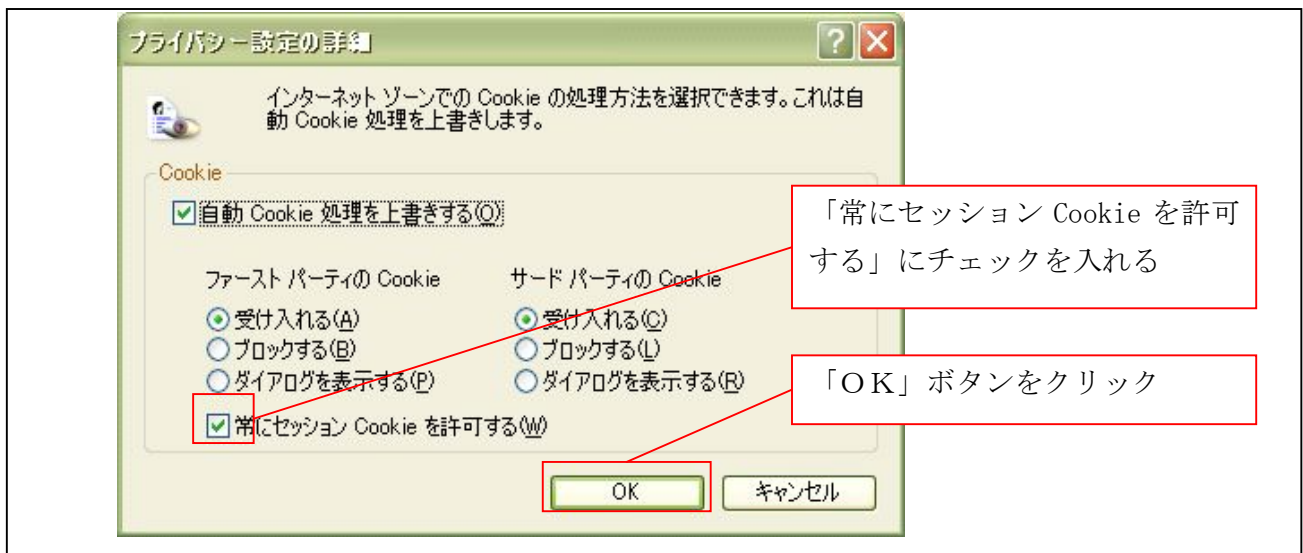 プライバシー設定の詳細
インターネット ゾーンでの Cookie の処理方法を選択できます。これは自
動 Cookie 処理を上書きします。
Cookie
自動 Cookie 処理を上書きする(O)
「常にセッション Cookie を許可
する」にチェックを入れる
ファースト パーティの Cookie
サード パーティの Cookie
受け入れる(A)
受け入れる(C)
ブロックする(B)
ブロックする(L)
ダイアログを表示する(P)
ダイアログを表示する(R)
「ＯＫ」ボタンをクリック
常にセッション Cookie を許可する(W)
OK
キャンセル